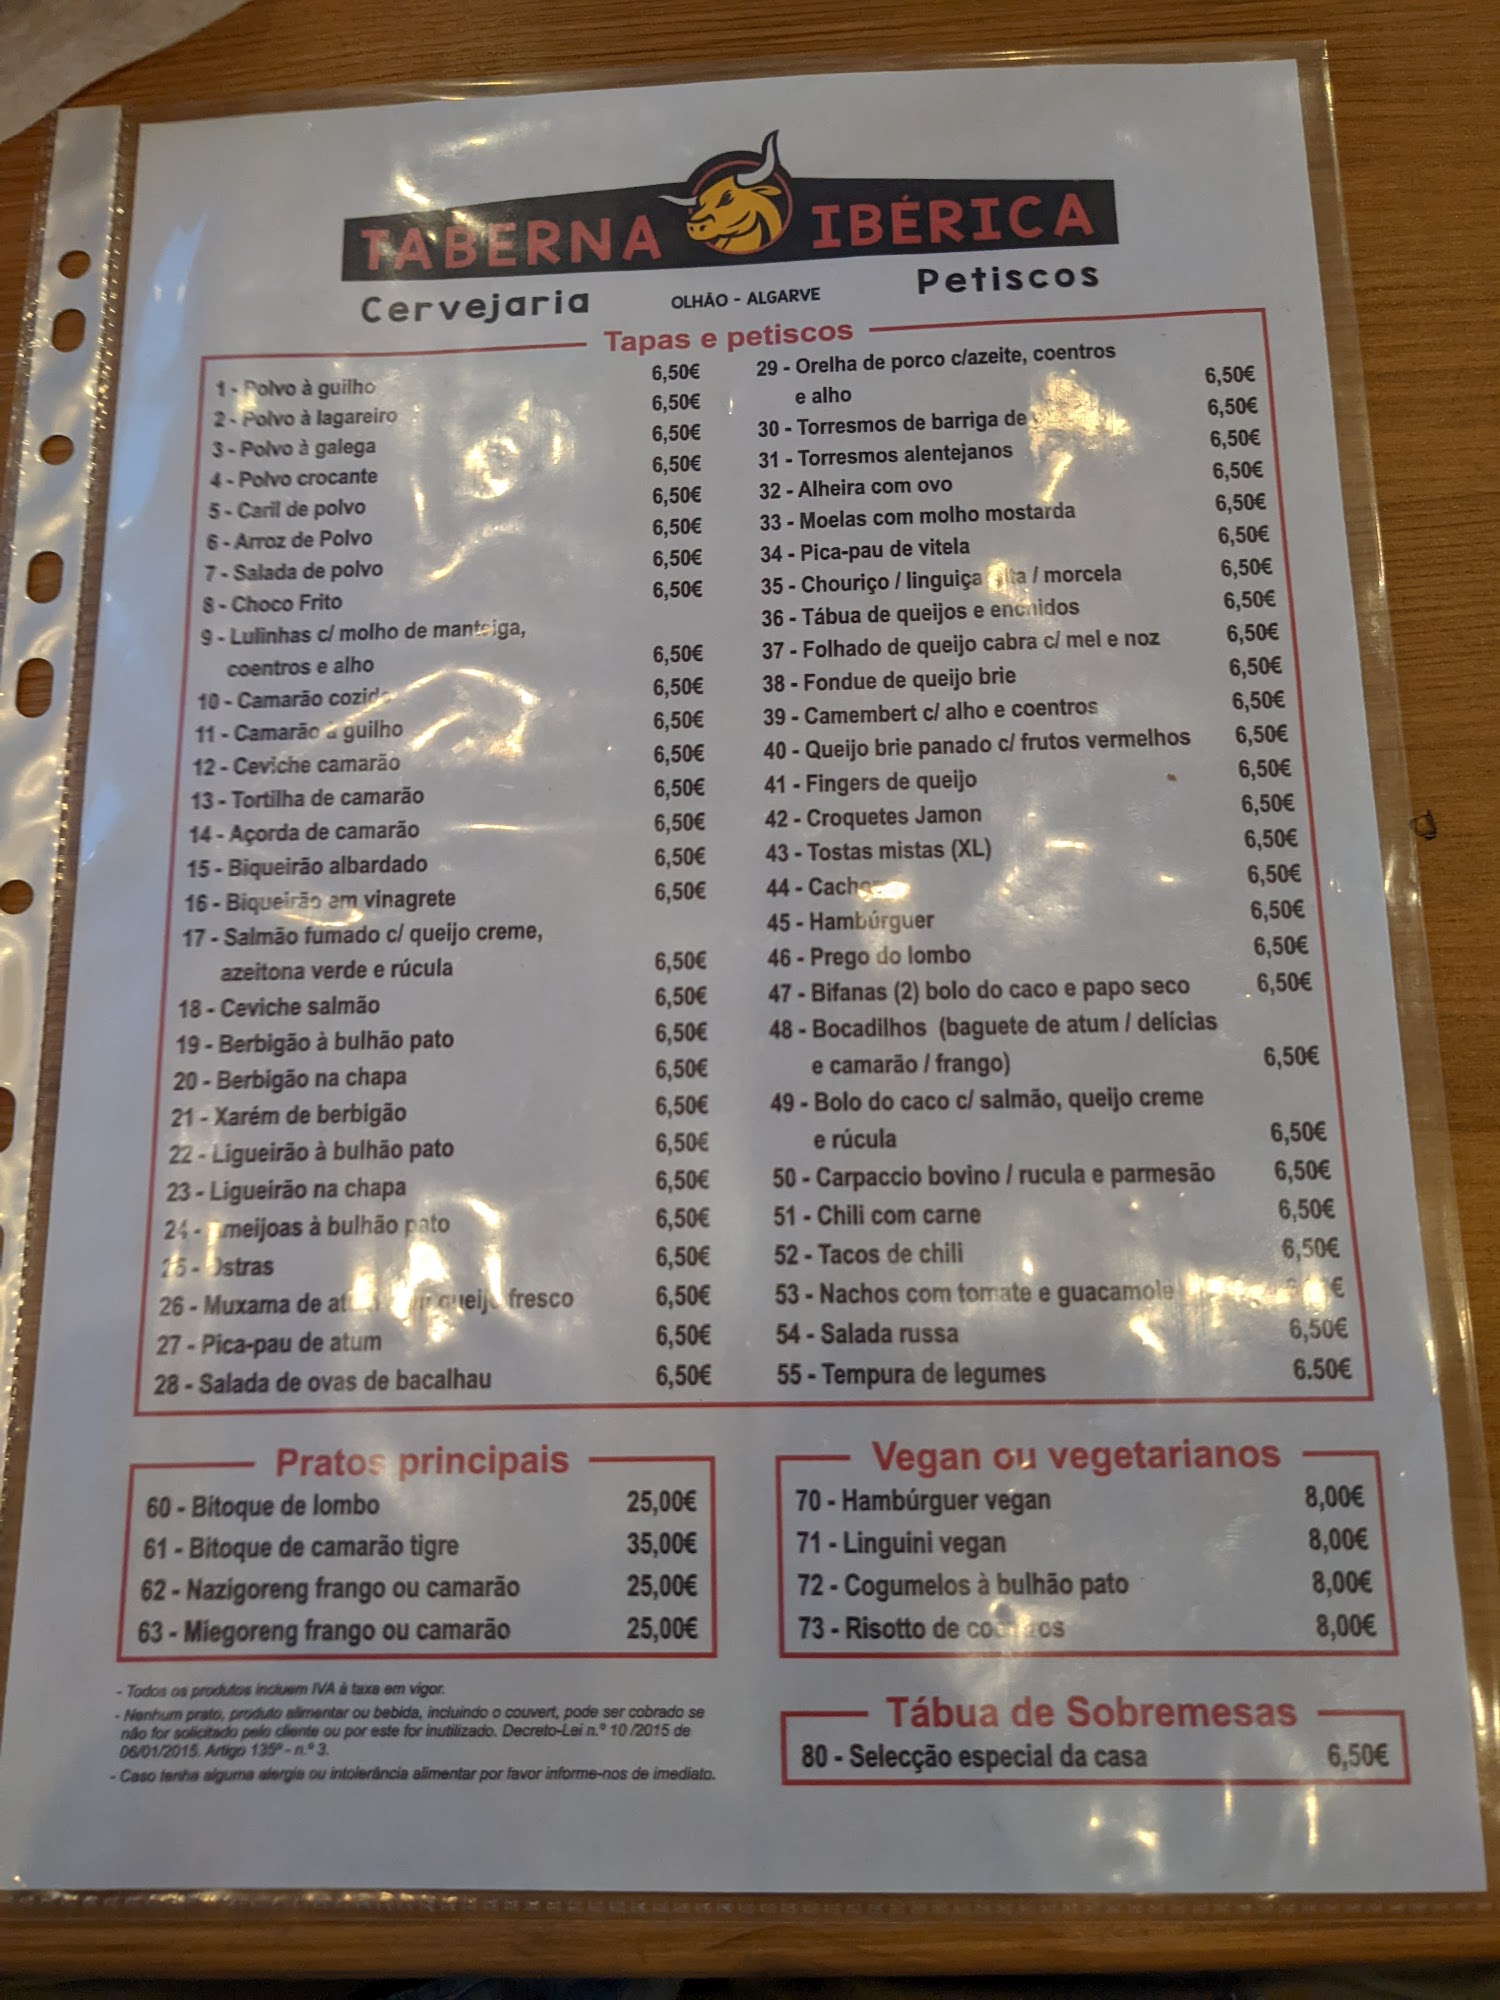 TABERNA IBÉRICA
Cervejaria
OLHÃO - ALGARVE
Petiscos
Tapas e petiscos
1 - Polvo à guilho 6,50€
2 - Polvo à lagareiro 6,50€
3 - Polvo à galega 6,50€
4 - Polvo crocante 6,50€
5 - Caril de polvo 6,50€
6 - Arroz de Polvo 6,50€
7 - Salada de polvo 6,50€
8 - Choco Frito 6,50€
9 - Lulinhas c/ molho de manteiga,
coentros e alho 6,50€
10 - Camarão cozido 6,50€
11 - Camarão à guilho 6,50€
12 - Ceviche camarão 6,50€
13 - Tortilha de camarão 6,50€
14 - Açorda de camarão 6,50€
15 - Biqueirão albardado 6,50€
16 - Biqueirão em vinagrete 6,50€
17 - Salmão fumado c/ queijo creme,
azeitona verde e rúcula 6,50€
18 - Ceviche salmão 6,50€
19 - Berbigão à bulhão pato 6,50€
20 - Berbigão na chapa 6,50€
21 - Xarém de berbigão 6,50€
22 - Ligueirão à bulhão pato 6,50€
23 - Ligueirão na chapa 6,50€
24 - Ameijoas à bulhão pato 6,50€
25 - Ostras 6,50€
26 - Muxama de queijo fresco 6,50€
27 - Pica-pau de atum 6,50€
28 - Salada de ovas de bacalhau 6,50€
29 - Orelha de porco c/azeite, coentros
e alho 6,50€
30 - Torresmos de barriga de 6,50€
31 - Torresmos alentejanos 6,50€
32 - Alheira com ovo 6,50€
33 - Moelas com molho mostarda 6,50€
34 - Pica-pau de vitela 6,50€
35 - Chouriço / linguiça / morcela 6,50€
36 - Tábua de queijos e enchidos 6,50€
37 - Folhado de queijo cabra c/ mel e noz 6,50€
38 - Fondue de queijo brie 6,50€
39 - Camembert c/ alho e coentros 6,50€
40 - Queijo brie panado c/ frutos vermelhos 6,50€
41 - Fingers de queijo 6,50€
42 - Croquetes Jamon 6,50€
43 - Tostas mistas (XL) 6,50€
44 - 6,50€
45 - Hambúrguer 6,50€
46 - Prego do lombo 6,50€
47 - Bifanas (2) bolo do caco e papo seco 6,50€
48 - Bocadilhos (baguete de atum / delícias
e camarão / frango) 6,50€
49 - Bolo do caco c/ salmão, queijo creme
e rúcula 6,50€
50 - Carpaccio bovino / rucula e parmesão 6,50€
51 - Chili com carne 6,50€
52 - Tacos de chili 6,50€
53 - Nachos com tomate e guacamole
54 - Salada russa 6,50€
55 - Tempura de legumes 6.50€
Pratos principais
60 - Bitoque de lombo 25,00€
61 - Bitoque de camarão tigre 35,00€
62 - Nazigoreng frango ou camarão 25,00€
63 - Miegoreng frango ou camarão 25,00€
Vegan ou vegetarianos
70 - Hambúrguer vegan 8,00€
71 - Linguini vegan 8,00€
72 - Cogumelos à bulhão pato 8,00€
73 - Risotto de 8,00€
Tábua de Sobremesas
80 - Selecção especial da casa 6,50€
- Todos os produtos incluem IVA à taxa em vigor.
- Nenhum prato, produto alimentar ou bebida, incluindo o couvert, pode ser cobrado se
não for solicitado pelo cliente ou por este for inutilizado. Decreto-Lei n.º 10 /2015 de
06/01/2015. Artigo 135º - n.º 3.
- Caso tenha alguma alergia ou intolerância alimentar por favor informe-nos de imediato.